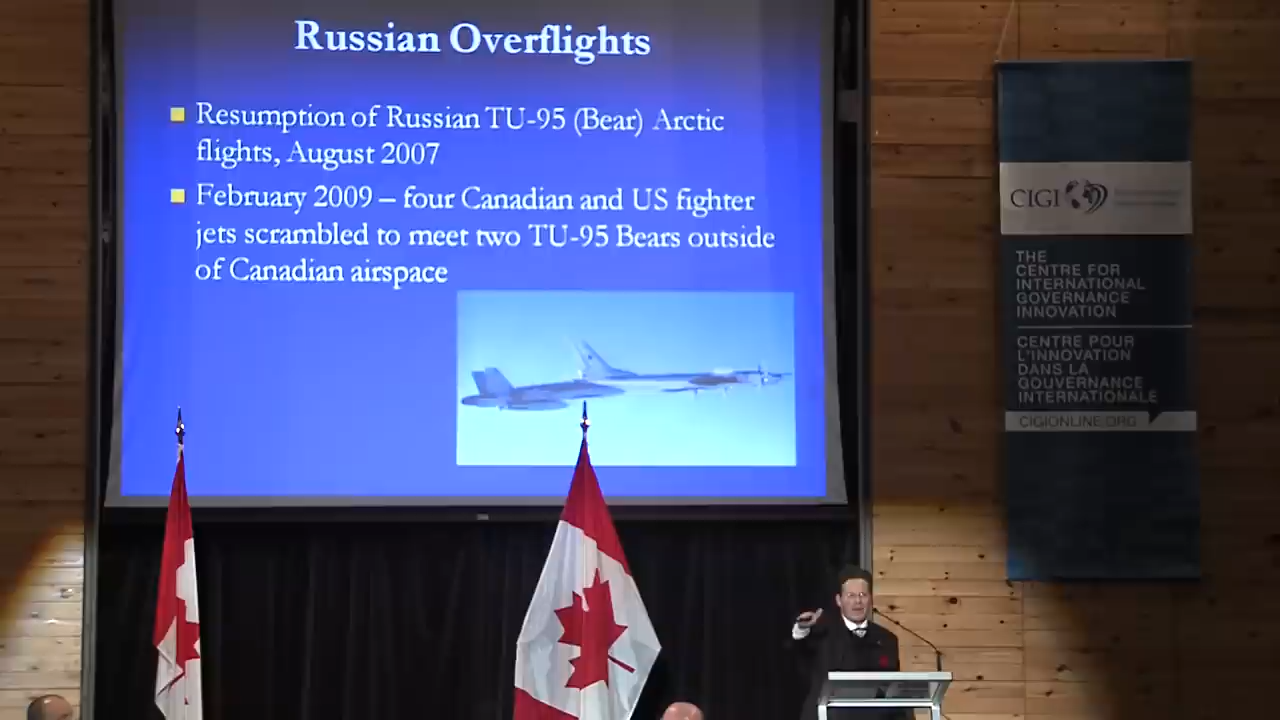 Russian Overflights
Resumption of Russian TU-95 (Bear) Arctic
flights, August 2007
February 2009 – four Canadian and US fighter
jets scrambled to meet two TU-95 Bears outside
of Canadian airspace
CIGI
THE
CENTRE FOR
INTERNATIONAL
GOVERNANCE
INNOVATION
CENTRE POUR
L'INNOVATION
DANS LA
GOUVERNANCE
INTERNATIONALE
CIGIONLINE.ORG